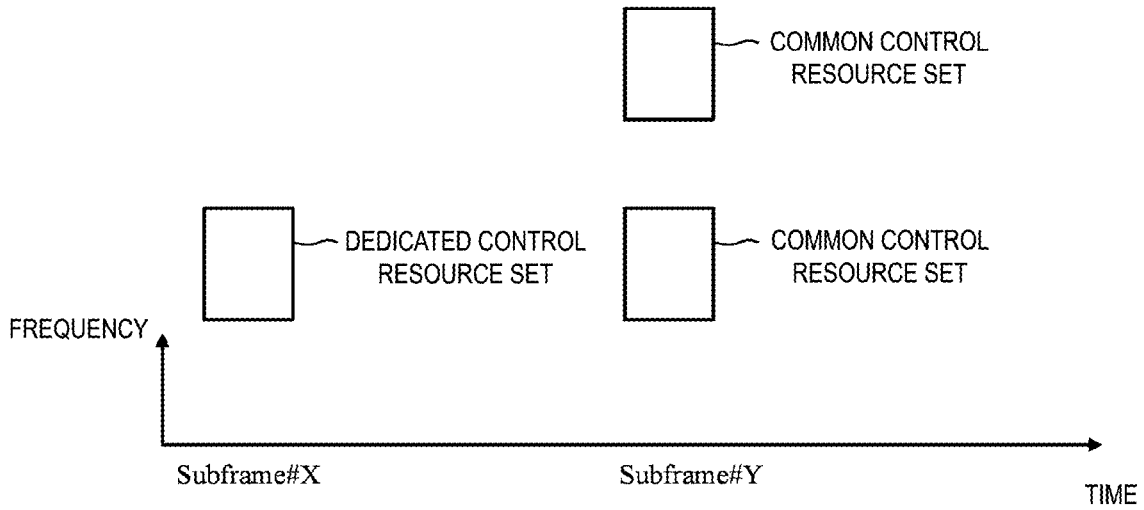 COMMON CONTROL
RESOURCE SET
DEDICATED CONTROL
RESOURCE SET
COMMON CONTROL
RESOURCE SET
FREQUENCY
Subframe#X
Subframe#Y
TIME